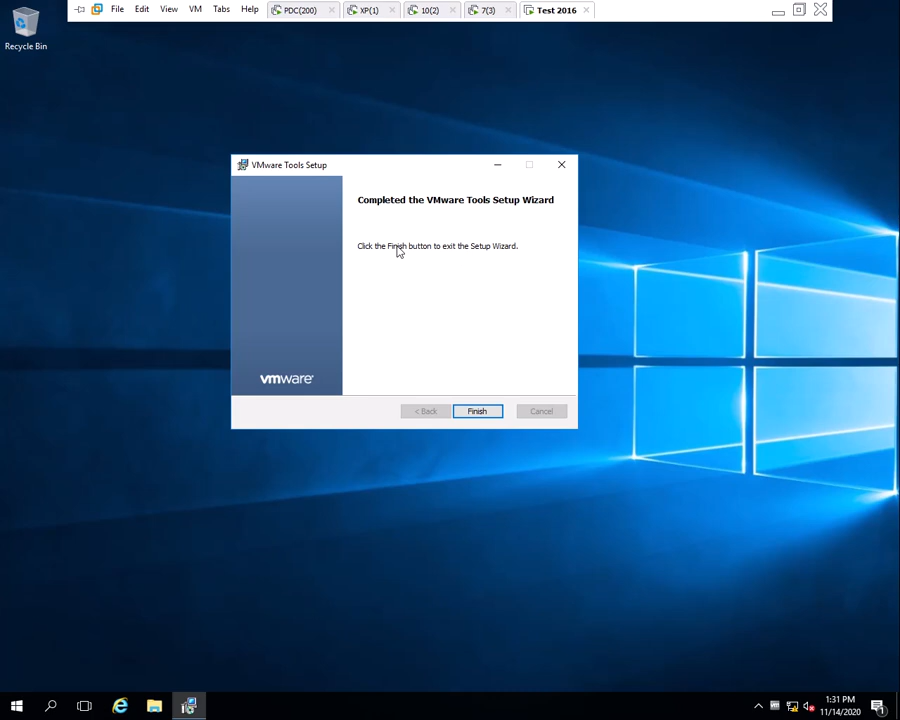 File Edit View VM Tabs Help PDC(200) XP(1) 10(2) 7(3) Test 2016
Recycle Bin
VMware Tools Setup
Completed the VMware Tools Setup Wizard
Click the Finish button to exit the Setup Wizard.
vmware®
< Back Finish Cancel
1:31 PM
11/14/2020
1